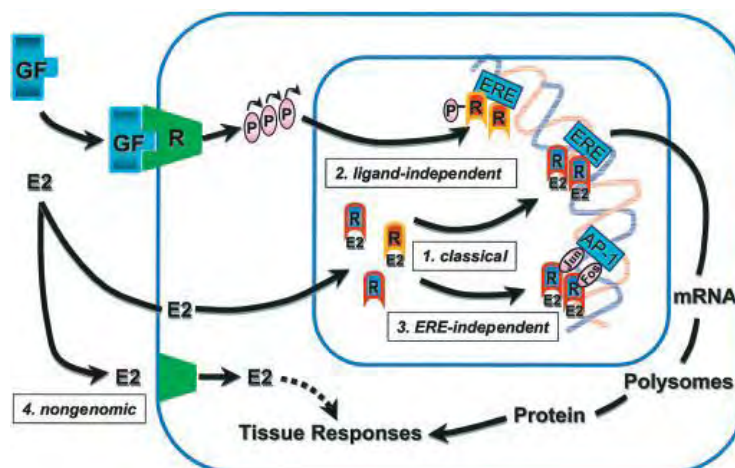 GF
GF R
P P P
P R R
ERE
ERE
E2
2. ligand-independent
R R
E2 E2
R
E2
R
E2
R
1. classical
AP-1
Jun
Fos
R R
E2 E2
mRNA
E2
3. ERE-independent
E2
E2
4. nongenomic
Polysomes
Protein
Tissue Responses